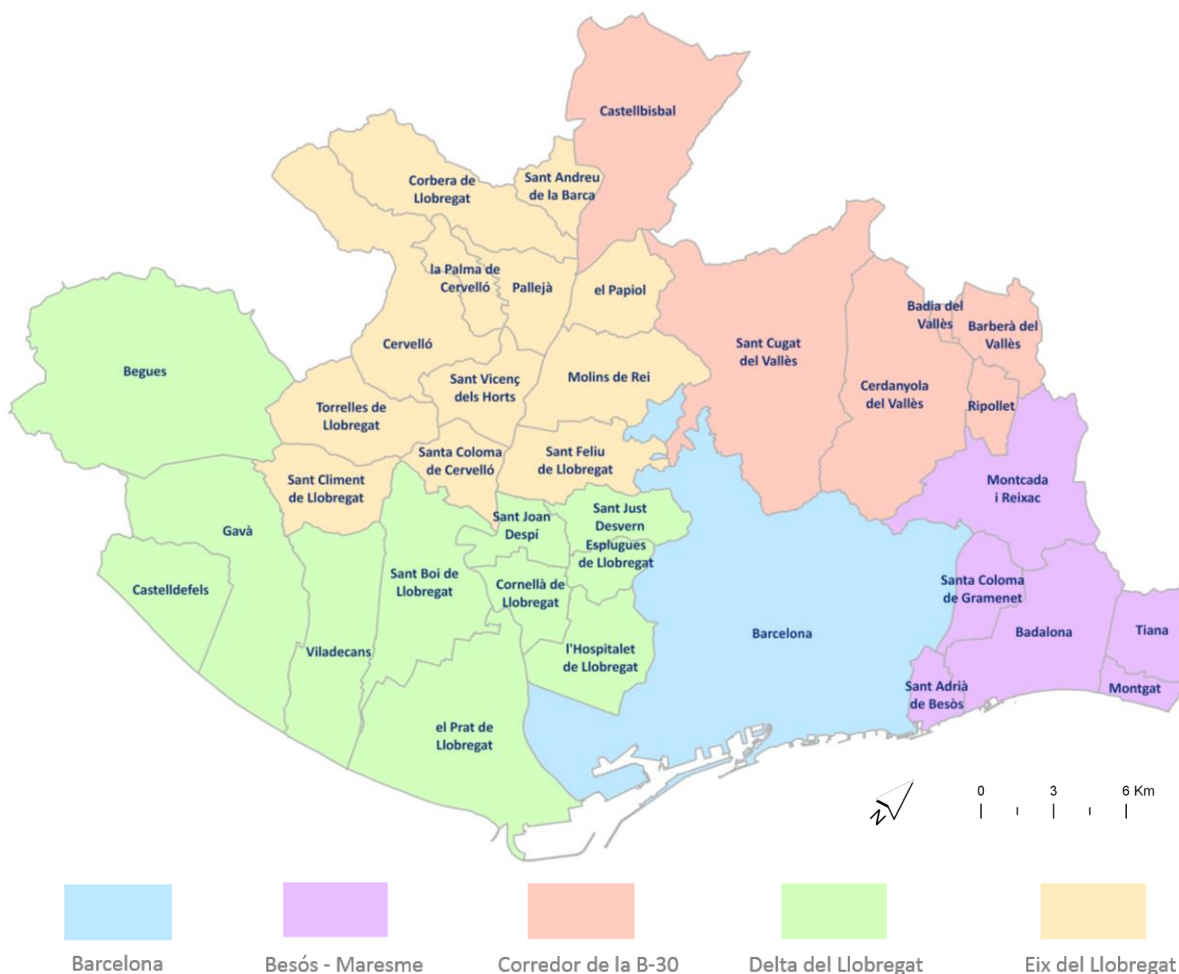 Castellbisbal
Sant Andreu
de la Barca
Corbera de
Llobregat
la Palma de
Cervelló
Pallejà
el Papiol
Badia del
Vallès
Barberà del
Vallès
Sant Cugat
del Vallès
Cervelló
Begues
Molins de Rei
Sant Vicenç
dels Horts
Cerdanyola
del Vallès
Ripollet
Torrelles de
Llobregat
Santa Coloma
de Cervelló
Sant Feliu
de Llobregat
Sant Climent
de Llobregat
Montcada
i Reixac
Sant Just
Desvern
Sant Joan
Despí
Gavà
Esplugues
de Llobregat
Sant Boi de
Llobregat
Cornellà de
Llobregat
Castelldefels
Santa Coloma
de Gramenet
Barcelona
Badalona
Tiana
Viladecans
l'Hospitalet
de Llobregat
Sant Adrià
de Besòs
Montgat
el Prat de
Llobregat
N
0 3 6 Km
Barcelona
Besós - Maresme
Corredor de la B-30
Delta del Llobregat
Eix del Llobregat